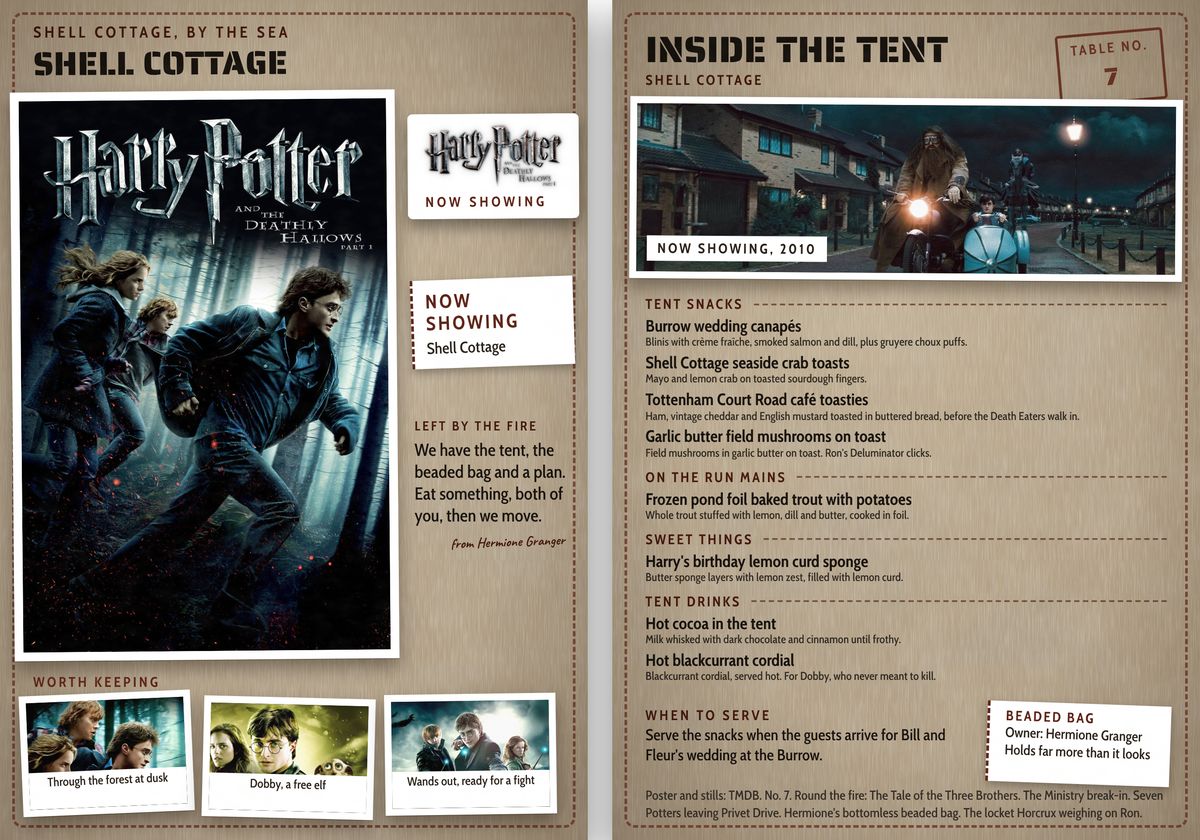 SHELL COTTAGE, BY THE SEA
SHELL COTTAGE
Harry Potter
AND THE
DEATHLY
HALLOWS
PART 1
Harry Potter
AND THE
DEATHLY
HALLOWS
PART 1
NOW SHOWING
NOW
SHOWING
Shell Cottage
LEFT BY THE FIRE
We have the tent, the
beaded bag and a plan.
Eat something, both of
you, then we move.
from Hermione Granger
WORTH KEEPING
Through the forest at dusk
Dobby, a free elf
Wands out, ready for a fight
INSIDE THE TENT
SHELL COTTAGE
TABLE NO.
7
NOW SHOWING, 2010
TENT SNACKS
Burrow wedding canapés
Blinis with crème fraîche, smoked salmon and dill, plus gruyere choux puffs.
Shell Cottage seaside crab toasts
Mayo and lemon crab on toasted sourdough fingers.
Tottenham Court Road café toasties
Ham, vintage cheddar and English mustard toasted in buttered bread, before the Death Eaters walk in.
Garlic butter field mushrooms on toast
Field mushrooms in garlic butter on toast. Ron's Deluminator clicks.
ON THE RUN MAINS
Frozen pond foil baked trout with potatoes
Whole trout stuffed with lemon, dill and butter, cooked in foil.
SWEET THINGS
Harry's birthday lemon curd sponge
Butter sponge layers with lemon zest, filled with lemon curd.
TENT DRINKS
Hot cocoa in the tent
Milk whisked with dark chocolate and cinnamon until frothy.
Hot blackcurrant cordial
Blackcurrant cordial, served hot. For Dobby, who never meant to kill.
WHEN TO SERVE
Serve the snacks when the guests arrive for Bill and
Fleur's wedding at the Burrow.
BEADED BAG
Owner: Hermione Granger
Holds far more than it looks
Poster and stills: TMDB. No. 7. Round the fire: The Tale of the Three Brothers. The Ministry break-in. Seven
Potters leaving Privet Drive. Hermione's bottomless beaded bag. The locket Horcrux weighing on Ron.